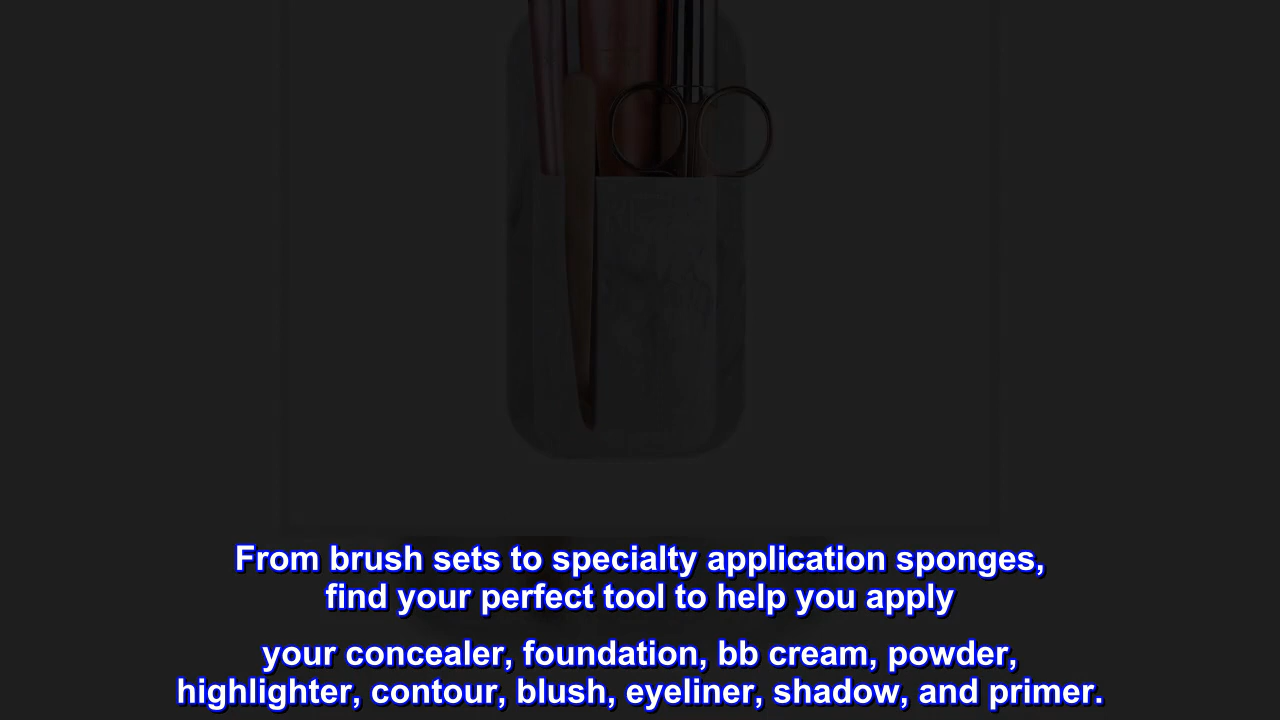 From brush sets to specialty application sponges,
find your perfect tool to help you apply
your concealer, foundation, bb cream, powder,
highlighter, contour, blush, eyeliner, shadow, and primer.